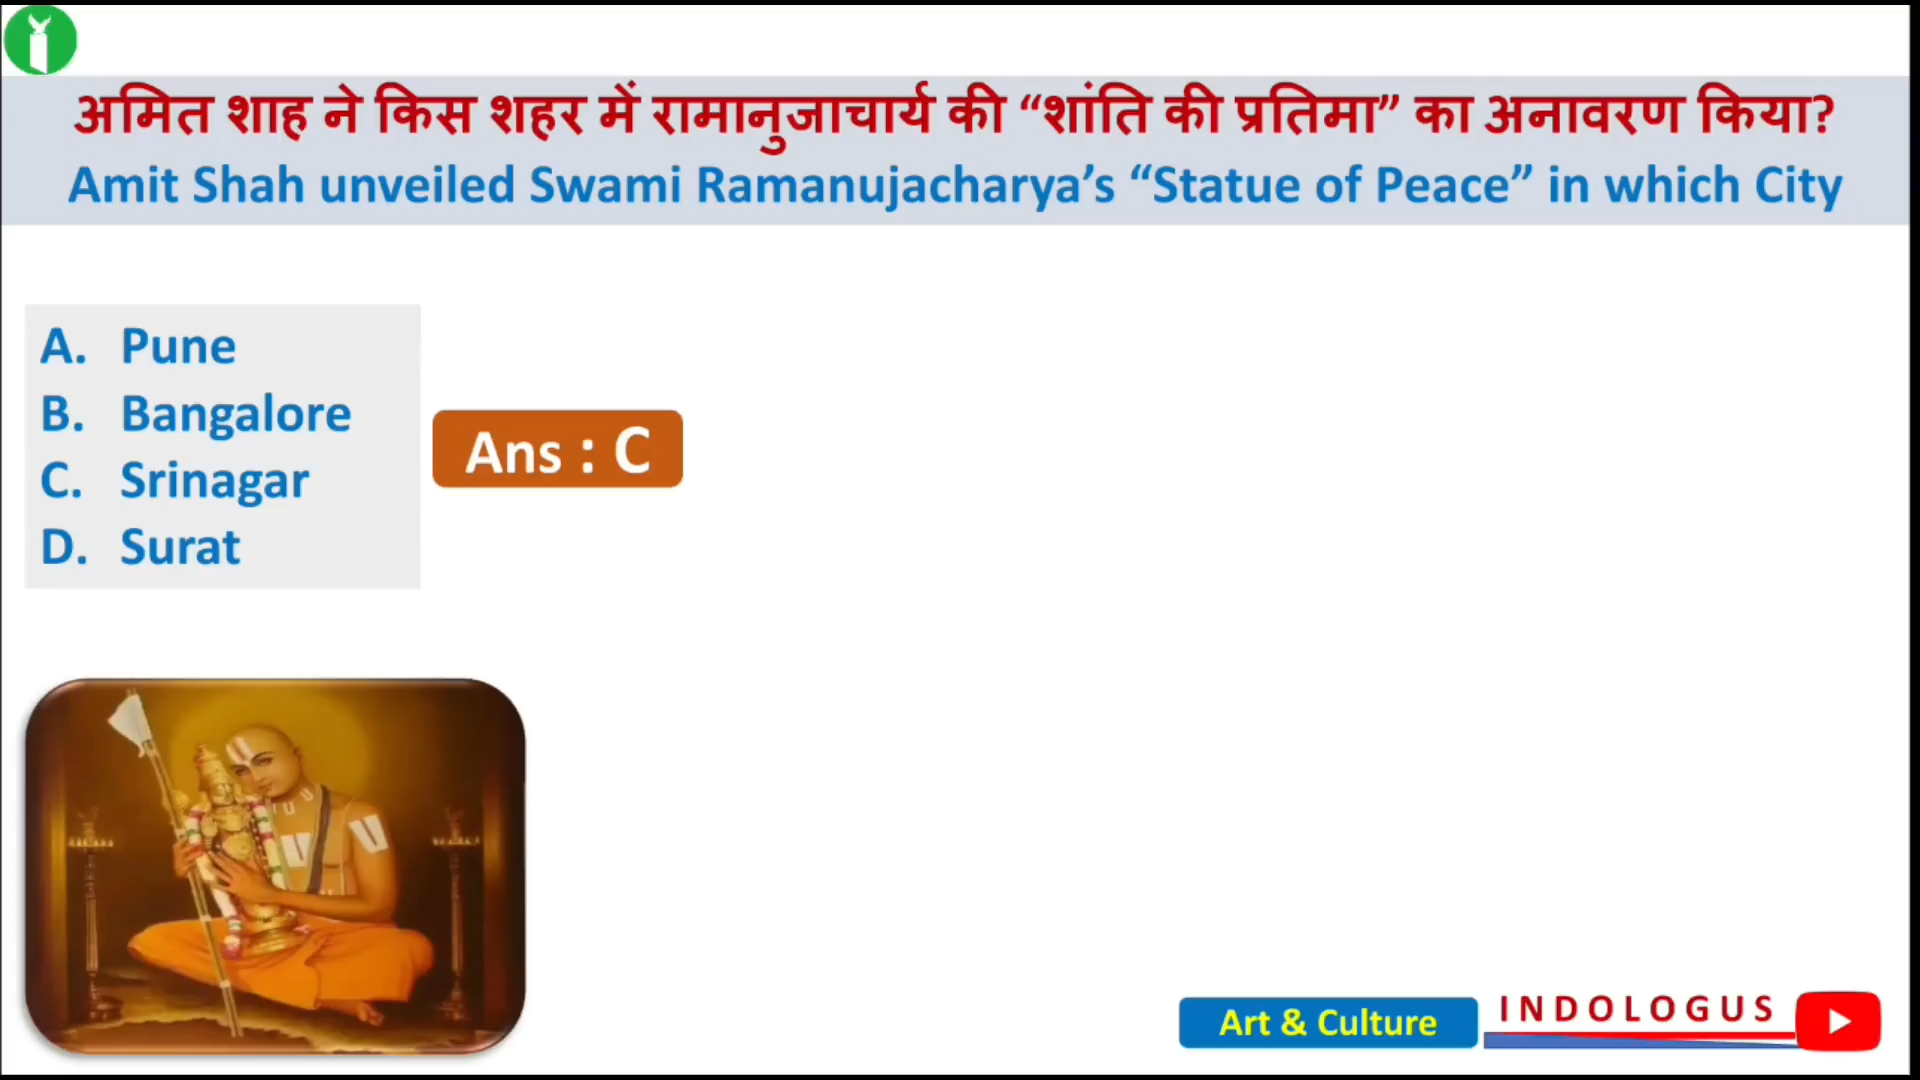 अमित शाह ने किस शहर में रामानुजाचार्य की “शांति की प्रतिमा” का अनावरण किया?
Amit Shah unveiled Swami Ramanujacharya’s “Statue of Peace” in which City
A. Pune
B. Bangalore
C. Srinagar
D. Surat
Ans : C
Art & Culture
INDOLOGUS